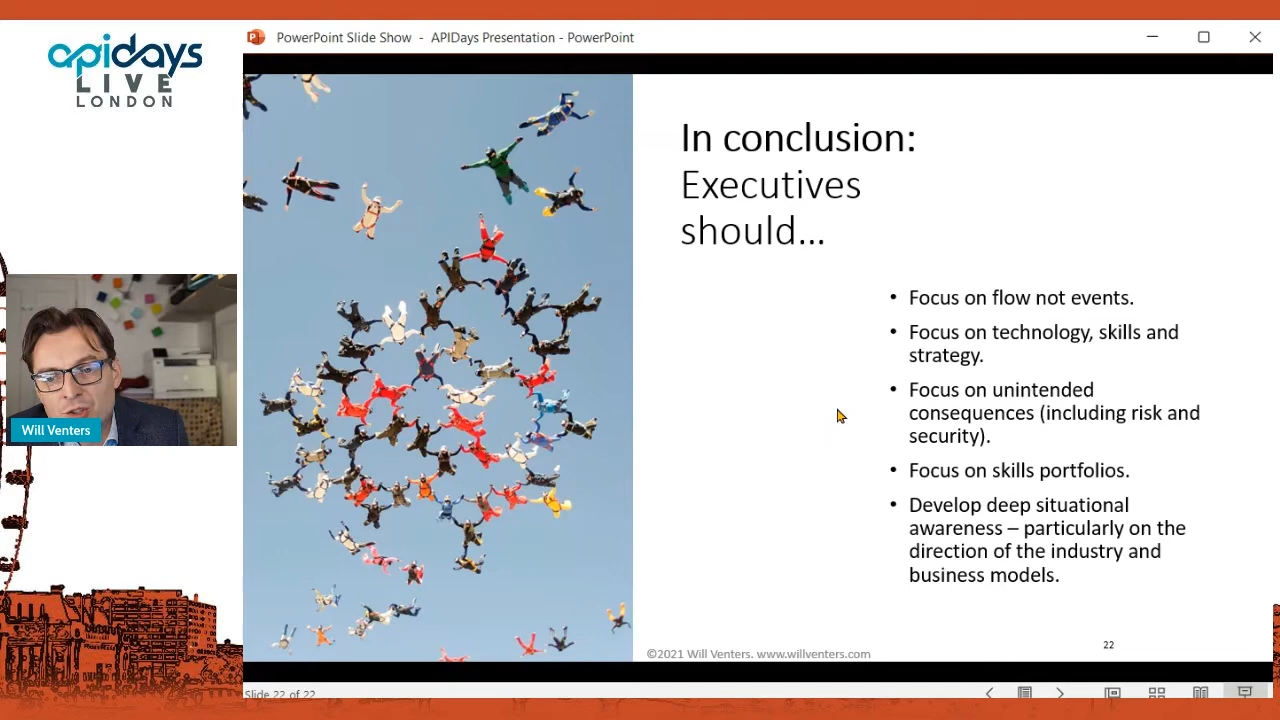 apidays
LIVE
LONDON
PowerPoint Slide Show - APIDays Presentation - PowerPoint
In conclusion:
Executives
should...
• Focus on flow not events.
• Focus on technology, skills and
strategy.
• Focus on unintended
consequences (including risk and
security).
• Focus on skills portfolios.
• Develop deep situational
awareness – particularly on the
direction of the industry and
business models.
Will Venters
©2021 Will Venters. www.willventers.com
22
Slide 22 of 22